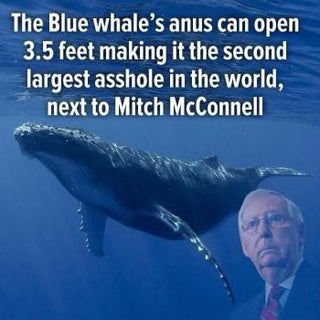 The Blue whale's anus can open
3.5 feet making it the second
largest asshole in the world,
next to Mitch McConnell